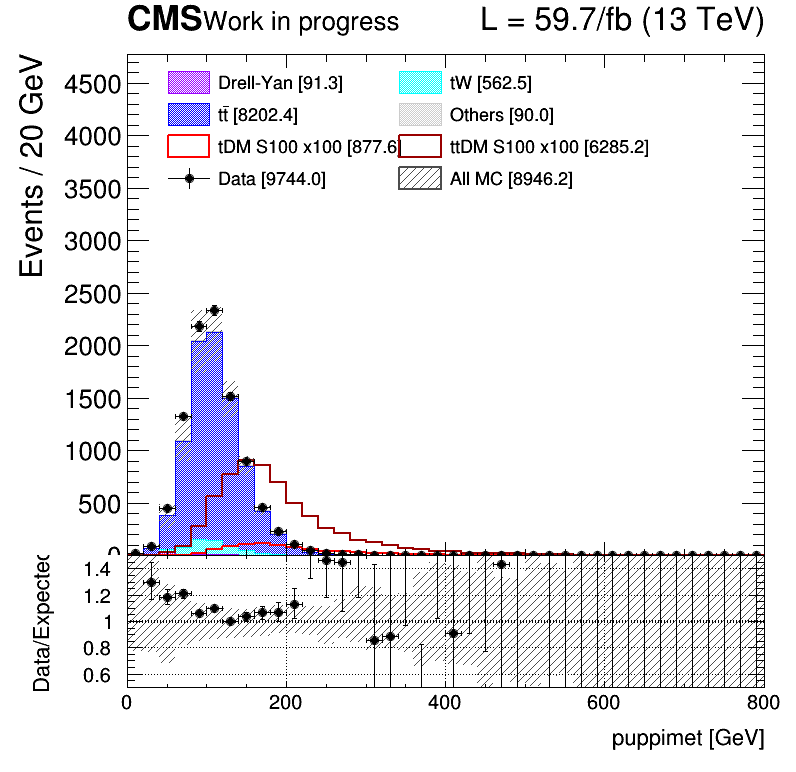 CMS Work in progress L = 59.7/fb (13 TeV)
Events / 20 GeV
4500
4000
3500
3000
2500
2000
1500
1000
500
0
Drell-Yan [91.3]
tW [562.5]
tt̄ [8202.4]
Others [90.0]
tDM S100 x100 [877.6]
ttDM S100 x100 [6285.2]
Data [9744.0]
All MC [8946.2]
Data/Expected
1.4
1.2
1
0.8
0.6
0 200 400 600 800
puppimet [GeV]